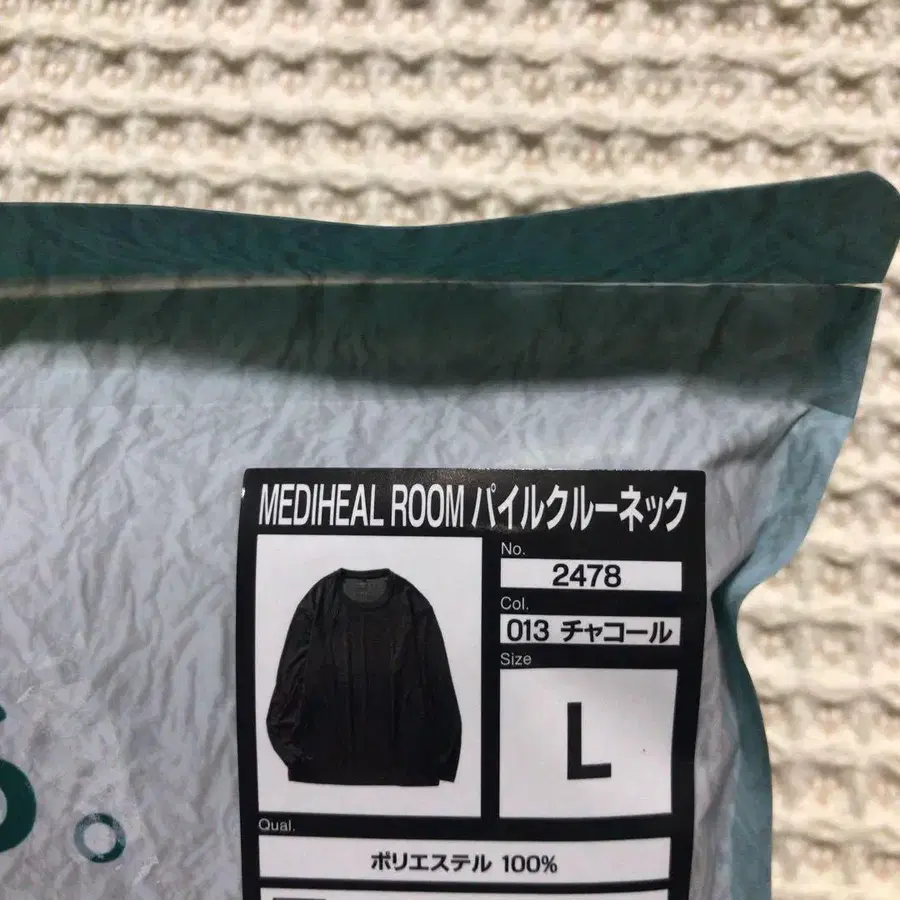 MEDIHEAL ROOM パイルクルーネック
No.
2478
Col.
013 チャコール
Size
L
Qual.
ポリエステル 100%